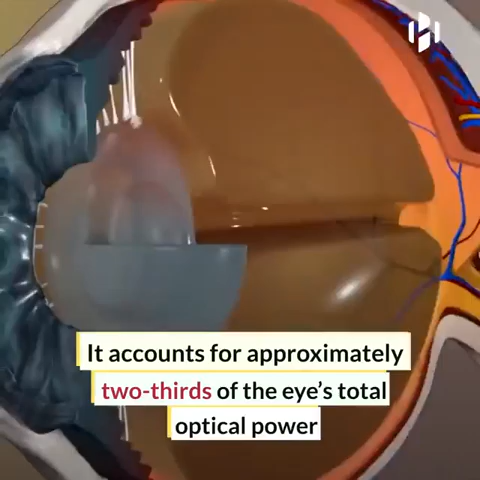 It accounts for approximately
two-thirds of the eye’s total
optical power